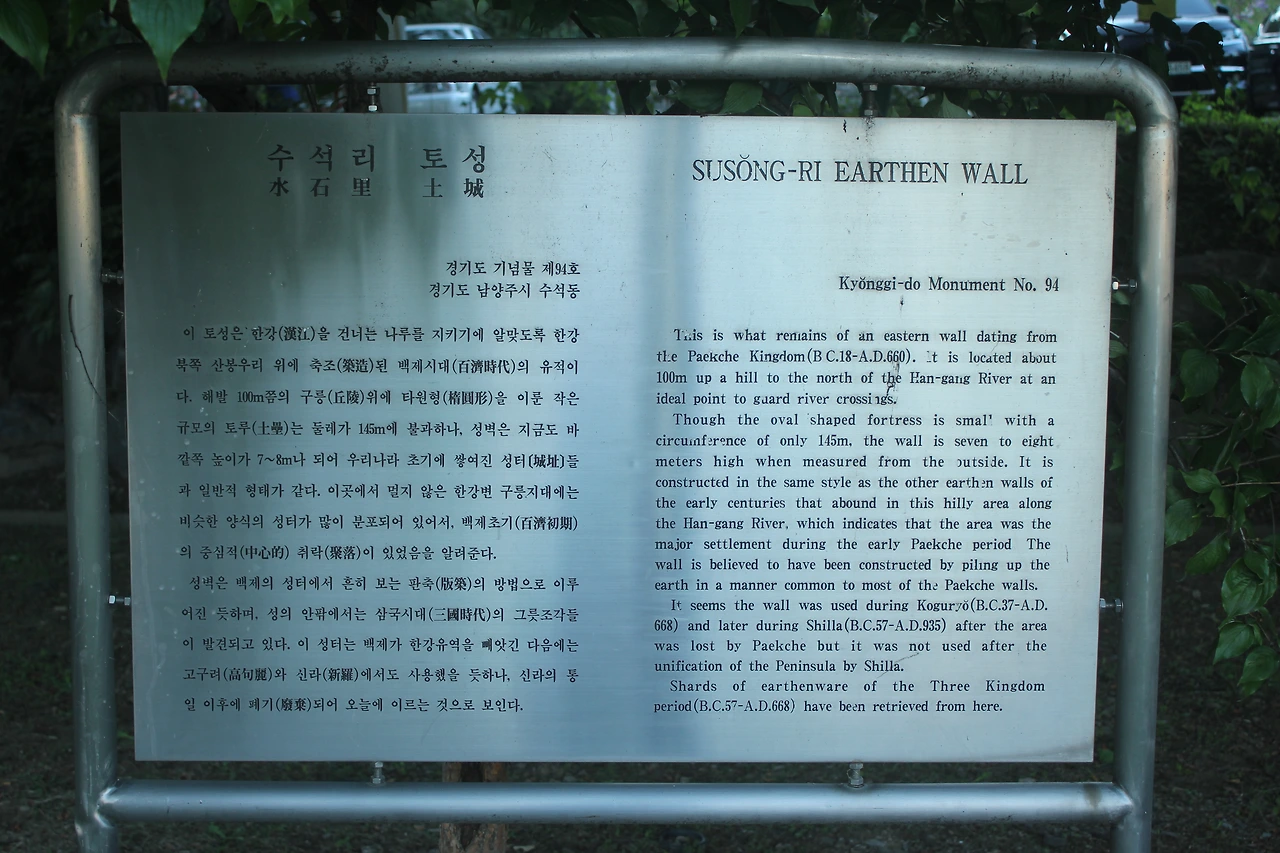 수석리 토성
水石里 土城
경기도 기념물 제94호
경기도 남양주시 수석동
이 토성은 한강(漢江)을 건너는 나루를 지키기에 알맞도록 한강
북쪽 산봉우리 위에 축조(築造)된 백제시대(百濟時代)의 유적이
다. 해발 100m쯤의 구릉(丘陵)위에 타원형(楕圓形)을 이룬 작은
규모의 토루(土壘)는 둘레가 145m에 불과하나, 성벽은 지금도 바
깥쪽 높이가 7~8m나 되어 우리나라 초기에 쌓여진 성터〔城址〕들
과 일반적 형태가 같다. 이곳에서 멀지 않은 한강변 구릉지대에는
비슷한 양식의 성터가 많이 분포되어 있어서, 백제초기(百濟初期)
의 중심적(中心的) 취락(聚落)이 있었음을 알려준다.
성벽은 백제의 성터에서 흔히 보는 판축(版築)의 방법으로 이루
어진 듯하며, 성의 안팎에서는 삼국시대(三國時代)의 그릇조각들
이 발견되고 있다. 이 성터는 백제가 한강유역을 빼앗긴 다음에는
고구려(高句麗)와 신라(新羅)에서도 사용했을 듯하나, 신라의 통
일 이후에 폐기(廢棄)되어 오늘에 이르는 것으로 보인다.
SUSŎNG-RI EARTHEN WALL
Kyŏnggi-do Monument No. 94
This is what remains of an eastern wall dating from
the Paekche Kingdom(B C.18-A.D.660). It is located about
100m up a hill to the north of the Han-gang River at an
ideal point to guard river crossings.
Though the oval shaped fortress is small with a
circumference of only 145m, the wall is seven to eight
meters high when measured from the outside. It is
constructed in the same style as the other earthen walls of
the early centuries that abound in this hilly area along
the Han-gang River, which indicates that the area was the
major settlement during the early Paekche period The
wall is believed to have been constructed by piling up the
earth in a manner common to most of the Paekche walls.
It seems the wall was used during Koguryŏ(B.C.37-A.D.
668) and later during Shilla(B.C.57-A.D.935) after the area
was lost by Paekche but it was not used after the
unification of the Peninsula by Shilla.
Shards of earthenware of the Three Kingdom
period(B.C.57-A.D.668) have been retrieved from here.